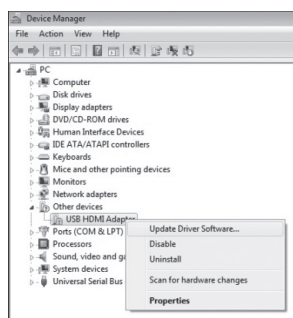 Device Manager
File Action View Help
PC
Computer
Disk drives
Display adapters
DVD/CD-ROM drives
Human Interface Devices
IDE ATA/ATAPI controllers
Keyboards
Mice and other pointing devices
Monitors
Network adapters
Other devices
USB HDMI Adapter
Ports (COM & LPT)
Processors
Sound, video and ga
System devices
Universal Serial Bus
Update Driver Software...
Disable
Uninstall
Scan for hardware changes
Properties